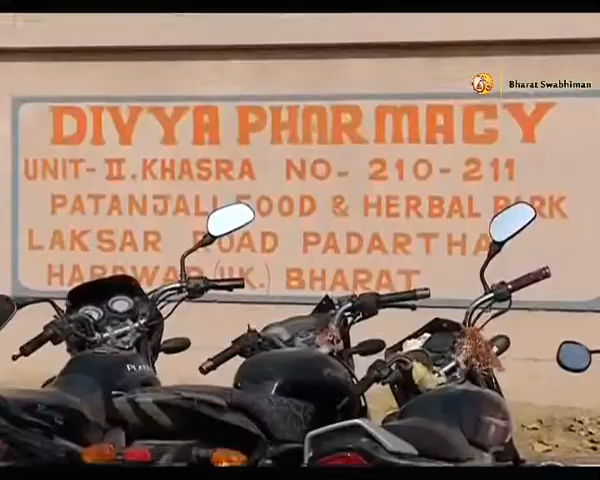 Bharat Swabhiman
DIVYA PHARMACY
UNIT-II. KHASRA NO- 210-211
PATANJALI FOOD & HERBAL PARK
LAKSAR ROAD PADARTHA
HARDWAR (UK.) BHARAT
PLATINA